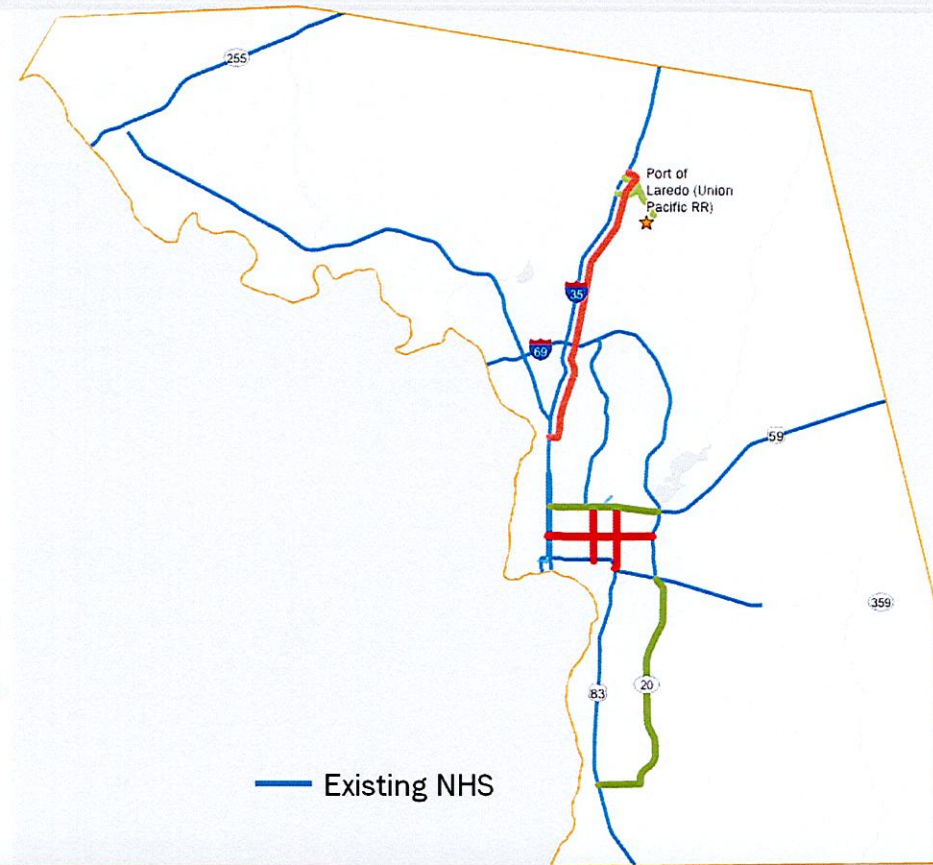 255
Port of
Laredo (Union
Pacific RR)
35
69
59
359
83
20
Existing NHS